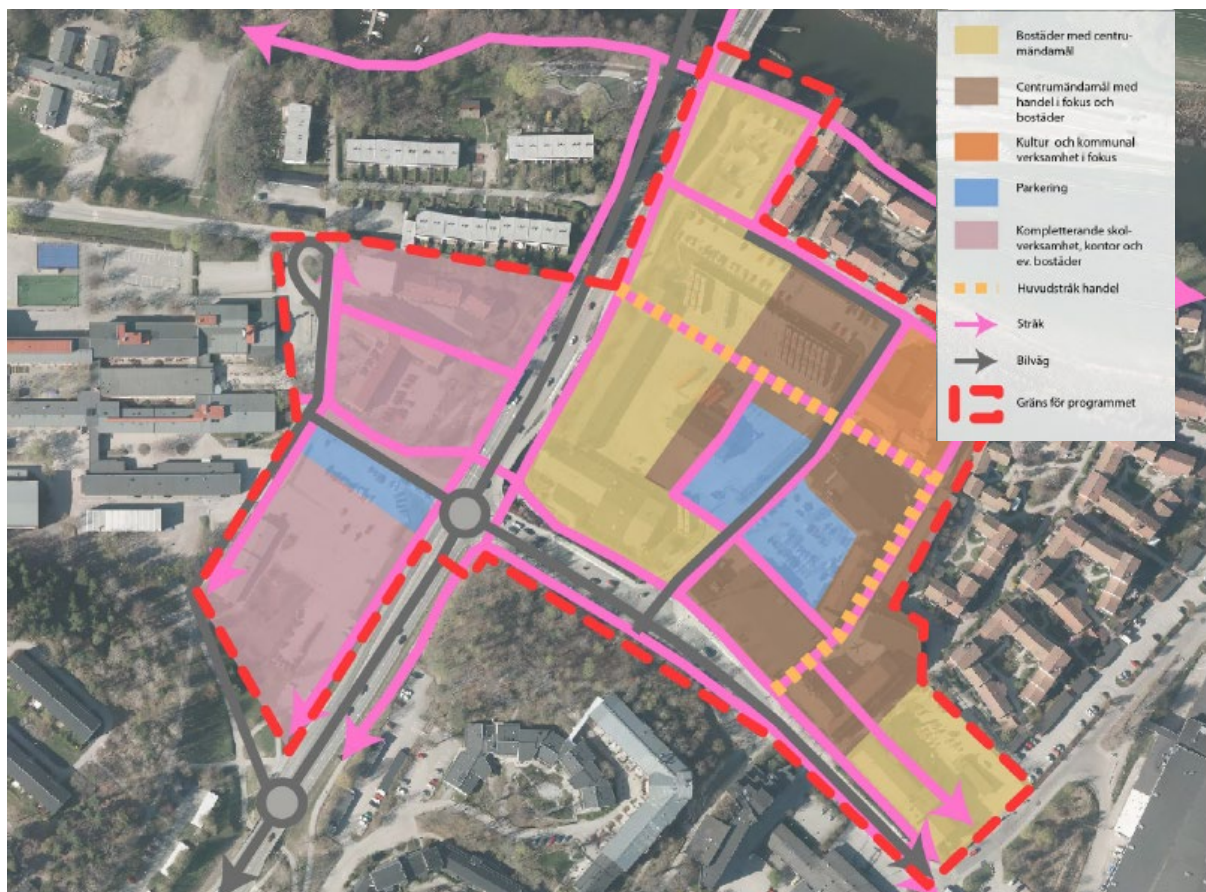 Bostäder med centru-
mändamål
Centrumändamål med
handel i fokus och
bostäder
Kultur och kommunal
verksamhet i fokus
Parkering
Kompletterande skol-
verksamhet, kontor och
ev. bostäder
Huvudstråk handel
Stråk
Bilväg
Gräns för programmet